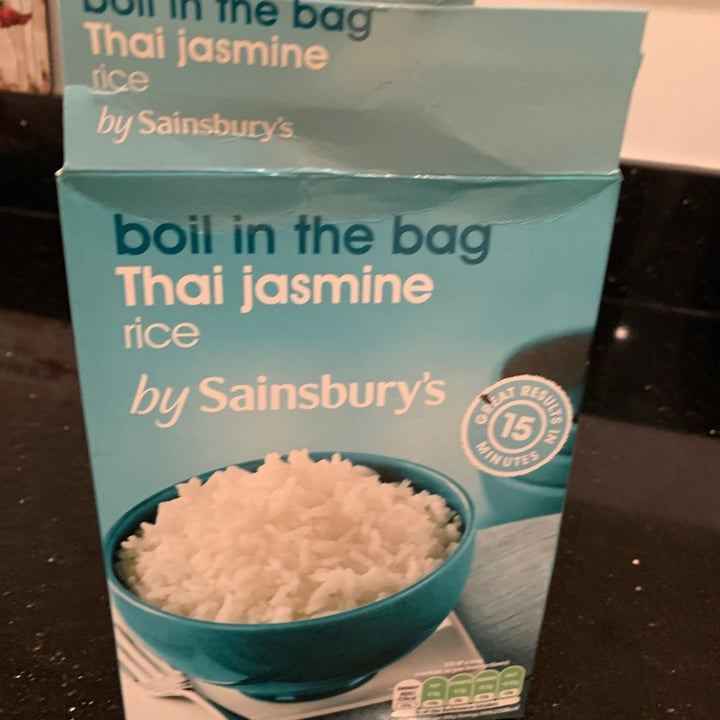 boil in the bag
Thai jasmine
rice
by Sainsbury's
boil in the bag
Thai jasmine
rice
by Sainsbury's
GREAT RESULTS IN
15
MINUTES